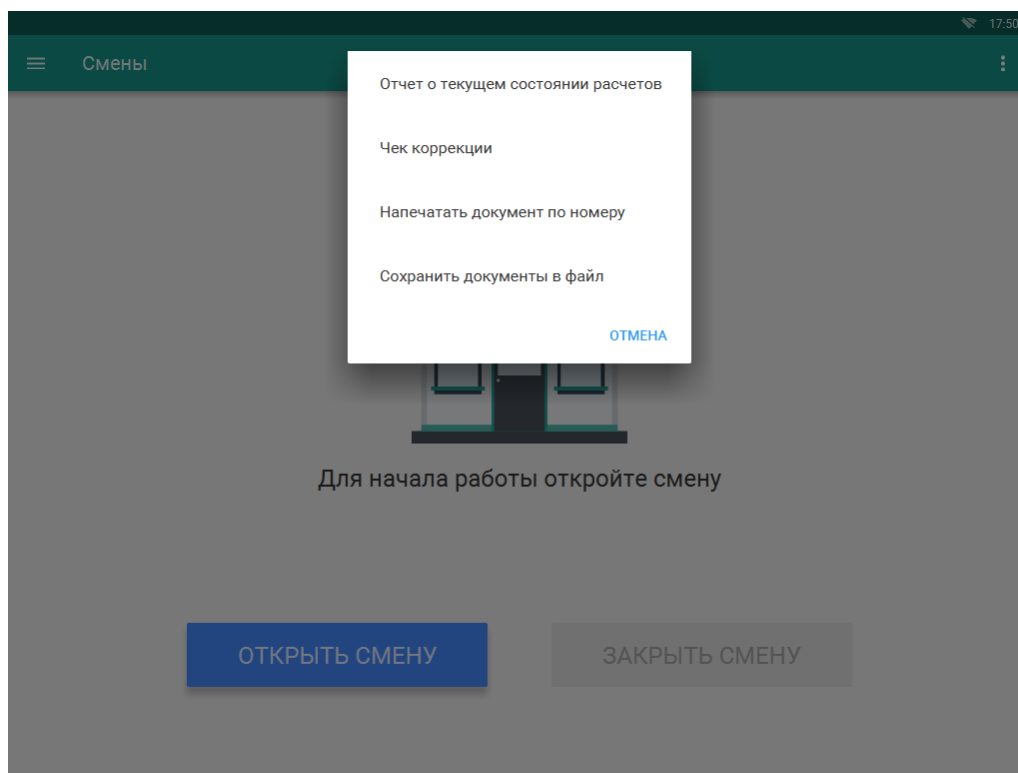 17:50
Смены
Отчет о текущем состоянии расчетов
Чек коррекции
Напечатать документ по номеру
Сохранить документы в файл
ОТМЕНА
Для начала работы откройте смену
ОТКРЫТЬ СМЕНУ
ЗАКРЫТЬ СМЕНУ